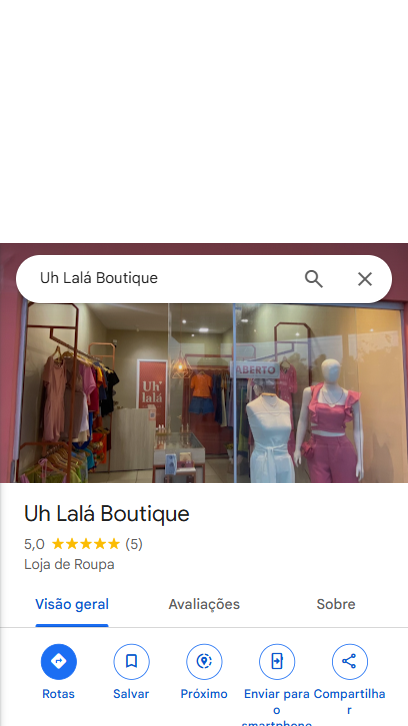 Uh Lalá Boutique
ABERTO
Uh
lalá
Uh Lalá Boutique
5,0 ★★★★★ (5)
Loja de Roupa
Visão geral Avaliações Sobre
Rotas Salvar Próximo Enviar para o smartphone Compartilhar